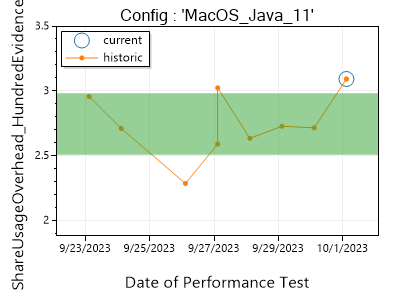 Config : 'MacOS_Java_11'
current
historic
ShareUsageOverhead_HundredEvidences
3.5
3
2.5
2
9/23/2023
9/25/2023
9/27/2023
9/29/2023
10/1/2023
Date of Performance Test